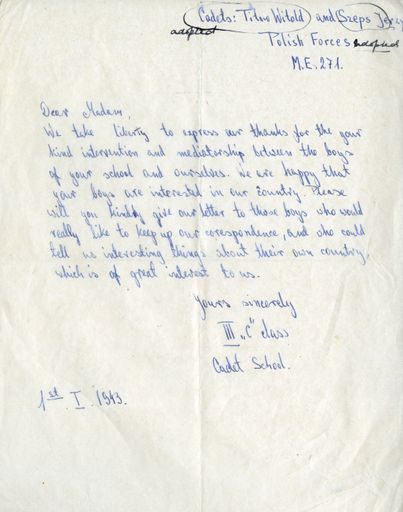 Cadets: Titow Witold and Szeps Jerzy
adopted
Polish Forces adopted
M.E. 271.
Dear Madam,
We take liberty to express our thanks for the your
kind intervention and mediatorship between the boys
of your school and ourselves. We are happy that
your boys are interested in our country. Please
will you kindly give our letter to those boys who would
really like to keep up our corespondence, and who could
tell us interesting things about their own country,
which is of great interest to us.
Yours sincerely
III „C" class
Cadet School.
1st. I. 1943.